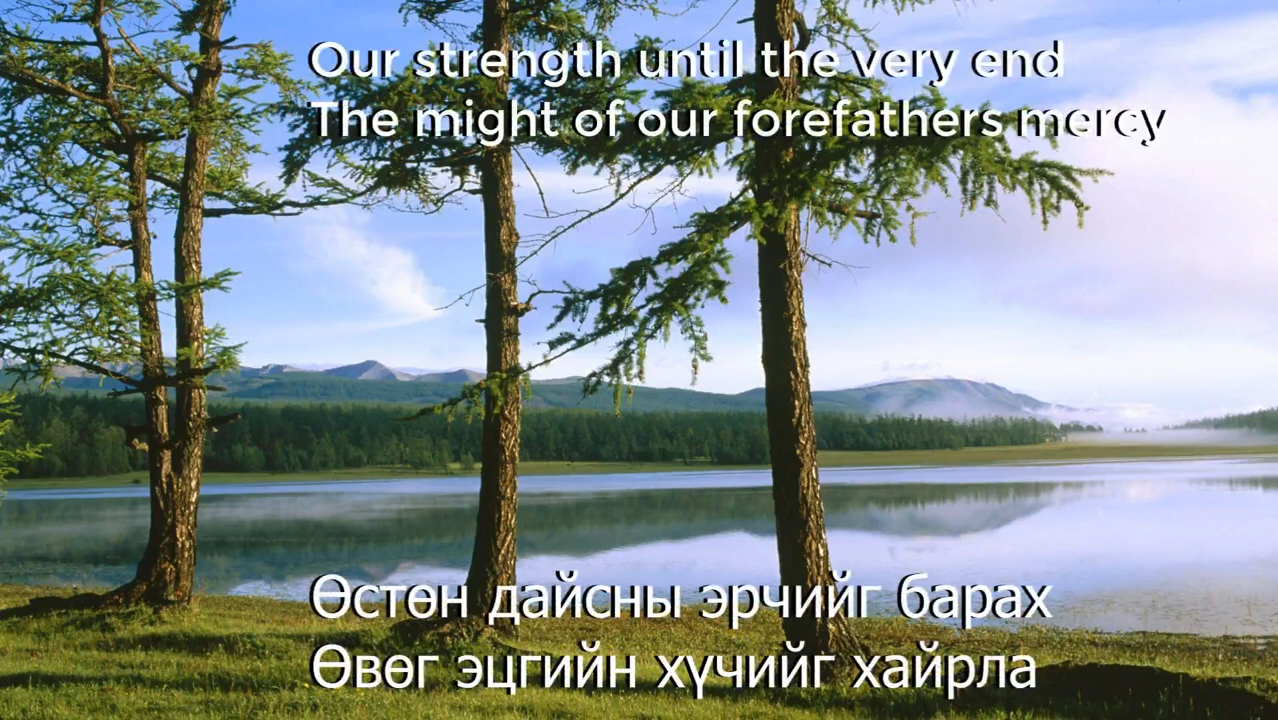 Our strength until the very end
The might of our forefathers mercy
Өстөн дайсны эрчийг барах
Өвөг эцгийн хүчийг хайрла